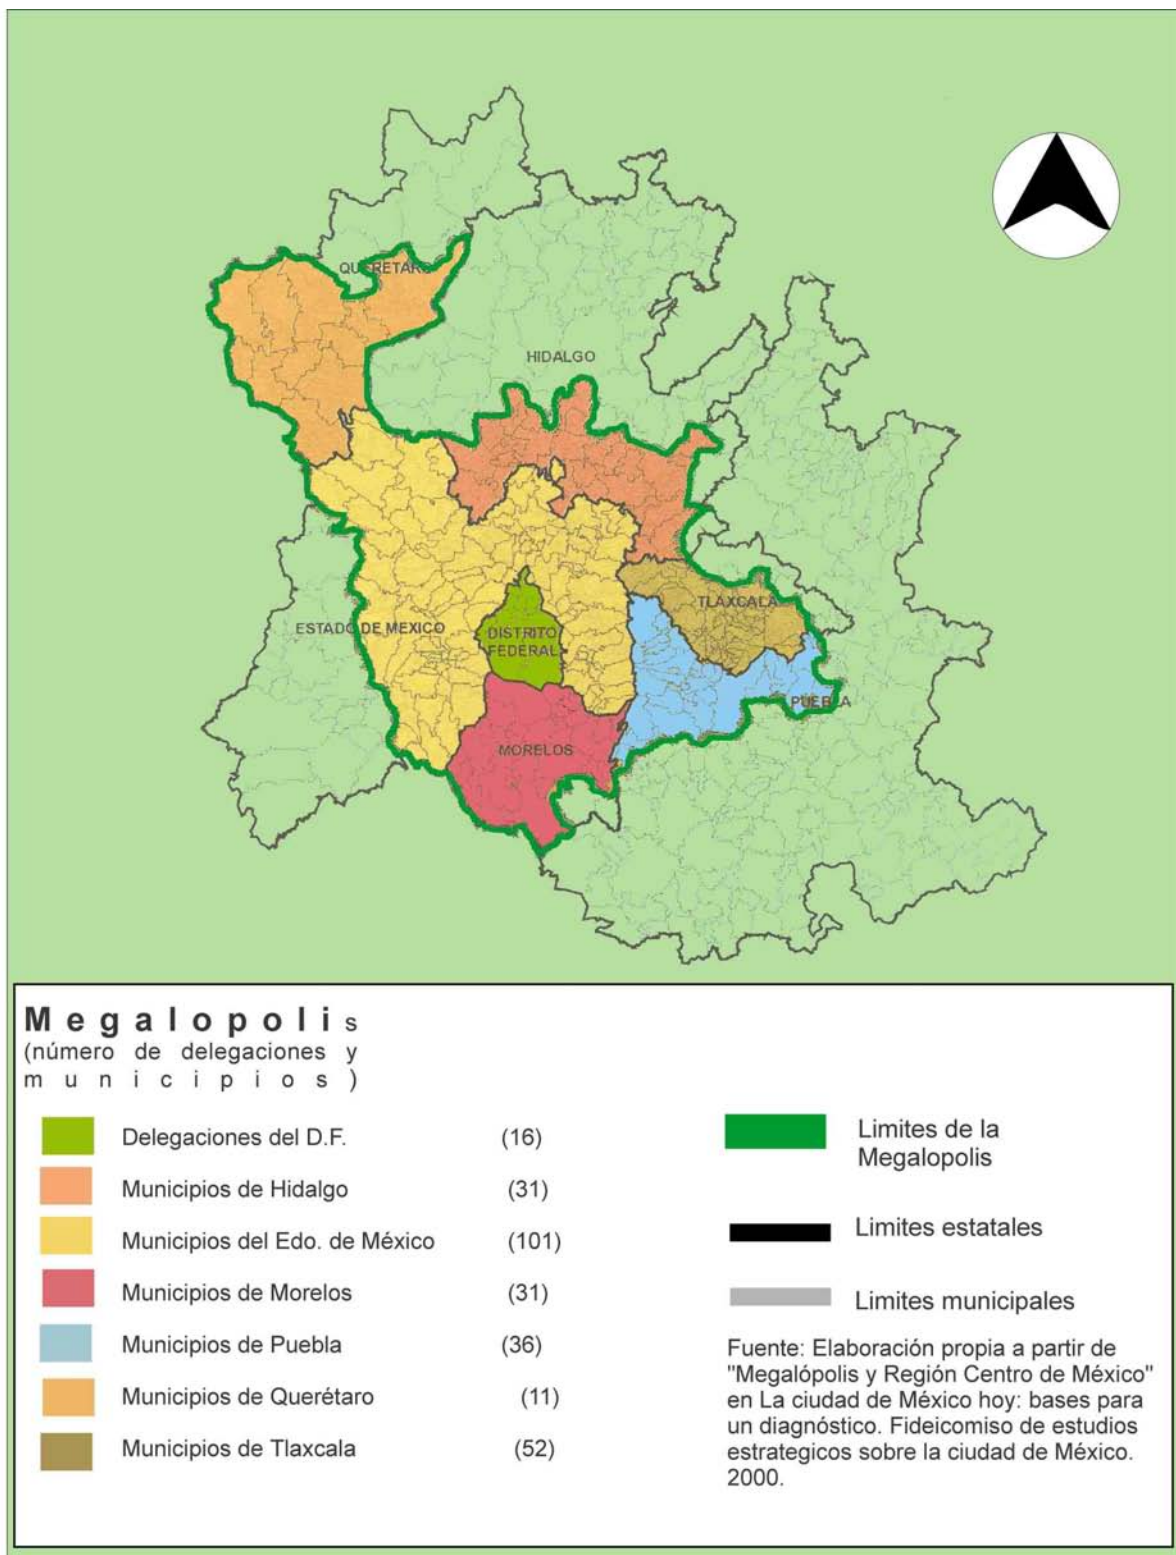 QUERETARO
HIDALGO
TLAXCALA
ESTADO DE MEXICO
DISTRITO
FEDERAL
PUEBLA
MORELOS
Megalopolis
(número de delegaciones y
municipios)
Delegaciones del D.F. (16)
Municipios de Hidalgo (31)
Municipios del Edo. de México (101)
Municipios de Morelos (31)
Municipios de Puebla (36)
Municipios de Querétaro (11)
Municipios de Tlaxcala (52)
Limites de la
Megalopolis
Limites estatales
Limites municipales
Fuente: Elaboración propia a partir de
"Megalópolis y Región Centro de México"
en La ciudad de México hoy: bases para
un diagnóstico. Fideicomiso de estudios
estrategicos sobre la ciudad de México.
2000.